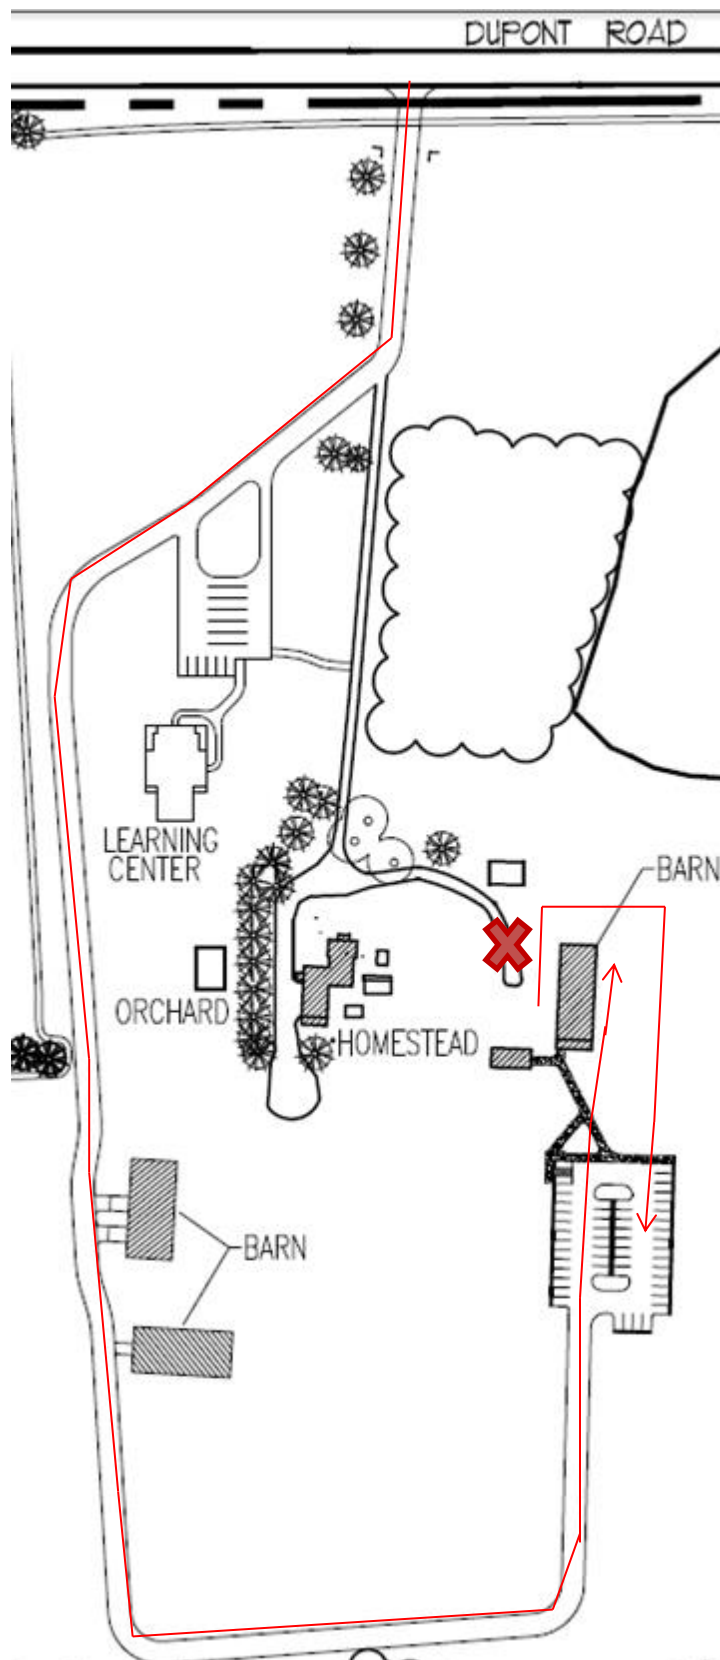 DUPONT ROAD
LEARNING
CENTER
BARN
ORCHARD
HOMESTEAD
BARN